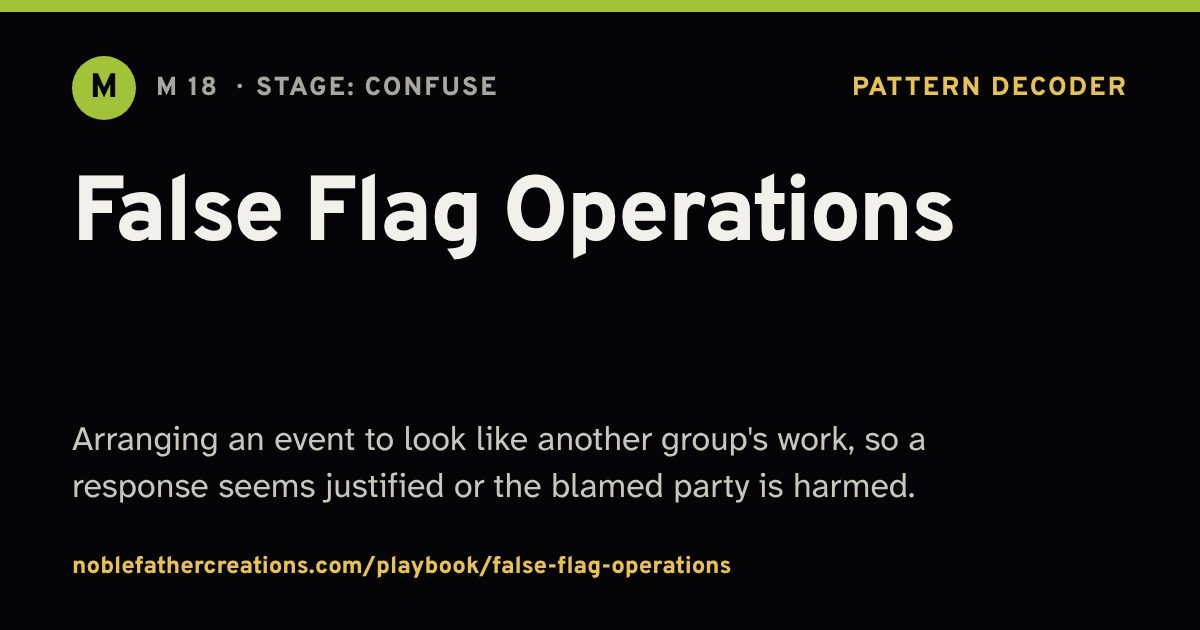 M
M 18 · STAGE: CONFUSE
PATTERN DECODER
False Flag Operations
Arranging an event to look like another group's work, so a
response seems justified or the blamed party is harmed.
noblefathercreations.com/playbook/false-flag-operations